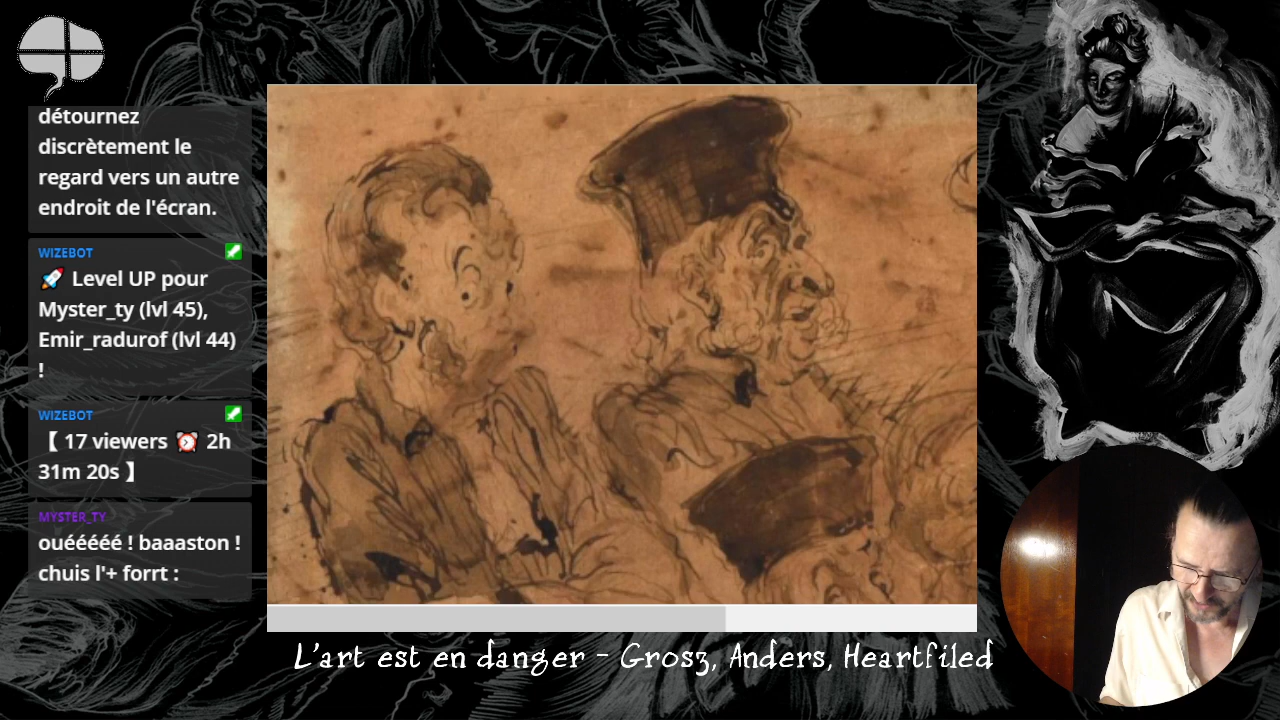 détournez
discrètement le
regard vers un autre
endroit de l'écran.
WIZEBOT
🚀 Level UP pour
Myster_ty (lvl 45),
Emir_radurof (lvl 44)
!
WIZEBOT
【 17 viewers ⏰ 2h
31m 20s 】
MYSTER_TY
ouééééé ! baaaston !
chuis l'+ forrt :
L'art est en danger - Grosz, Anders, Heartfiled